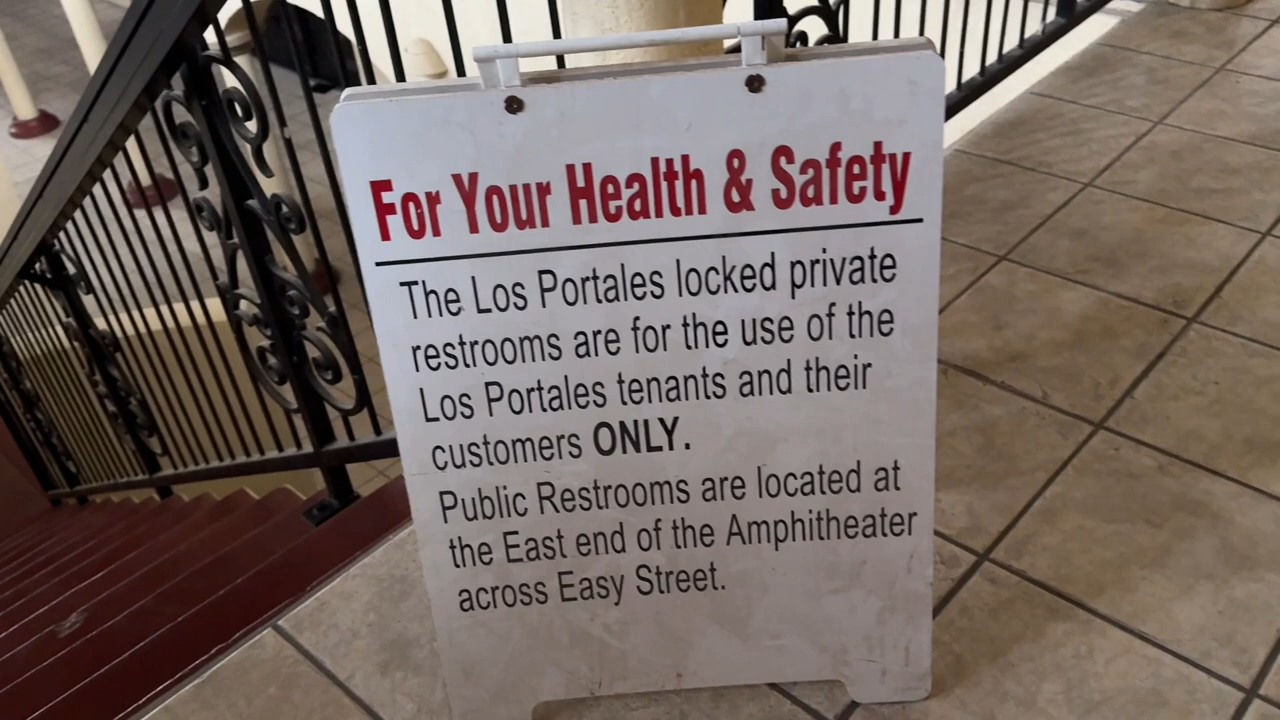 For Your Health & Safety
The Los Portales locked private
restrooms are for the use of the
Los Portales tenants and their
customers ONLY.
Public Restrooms are located at
the East end of the Amphitheater
across Easy Street.